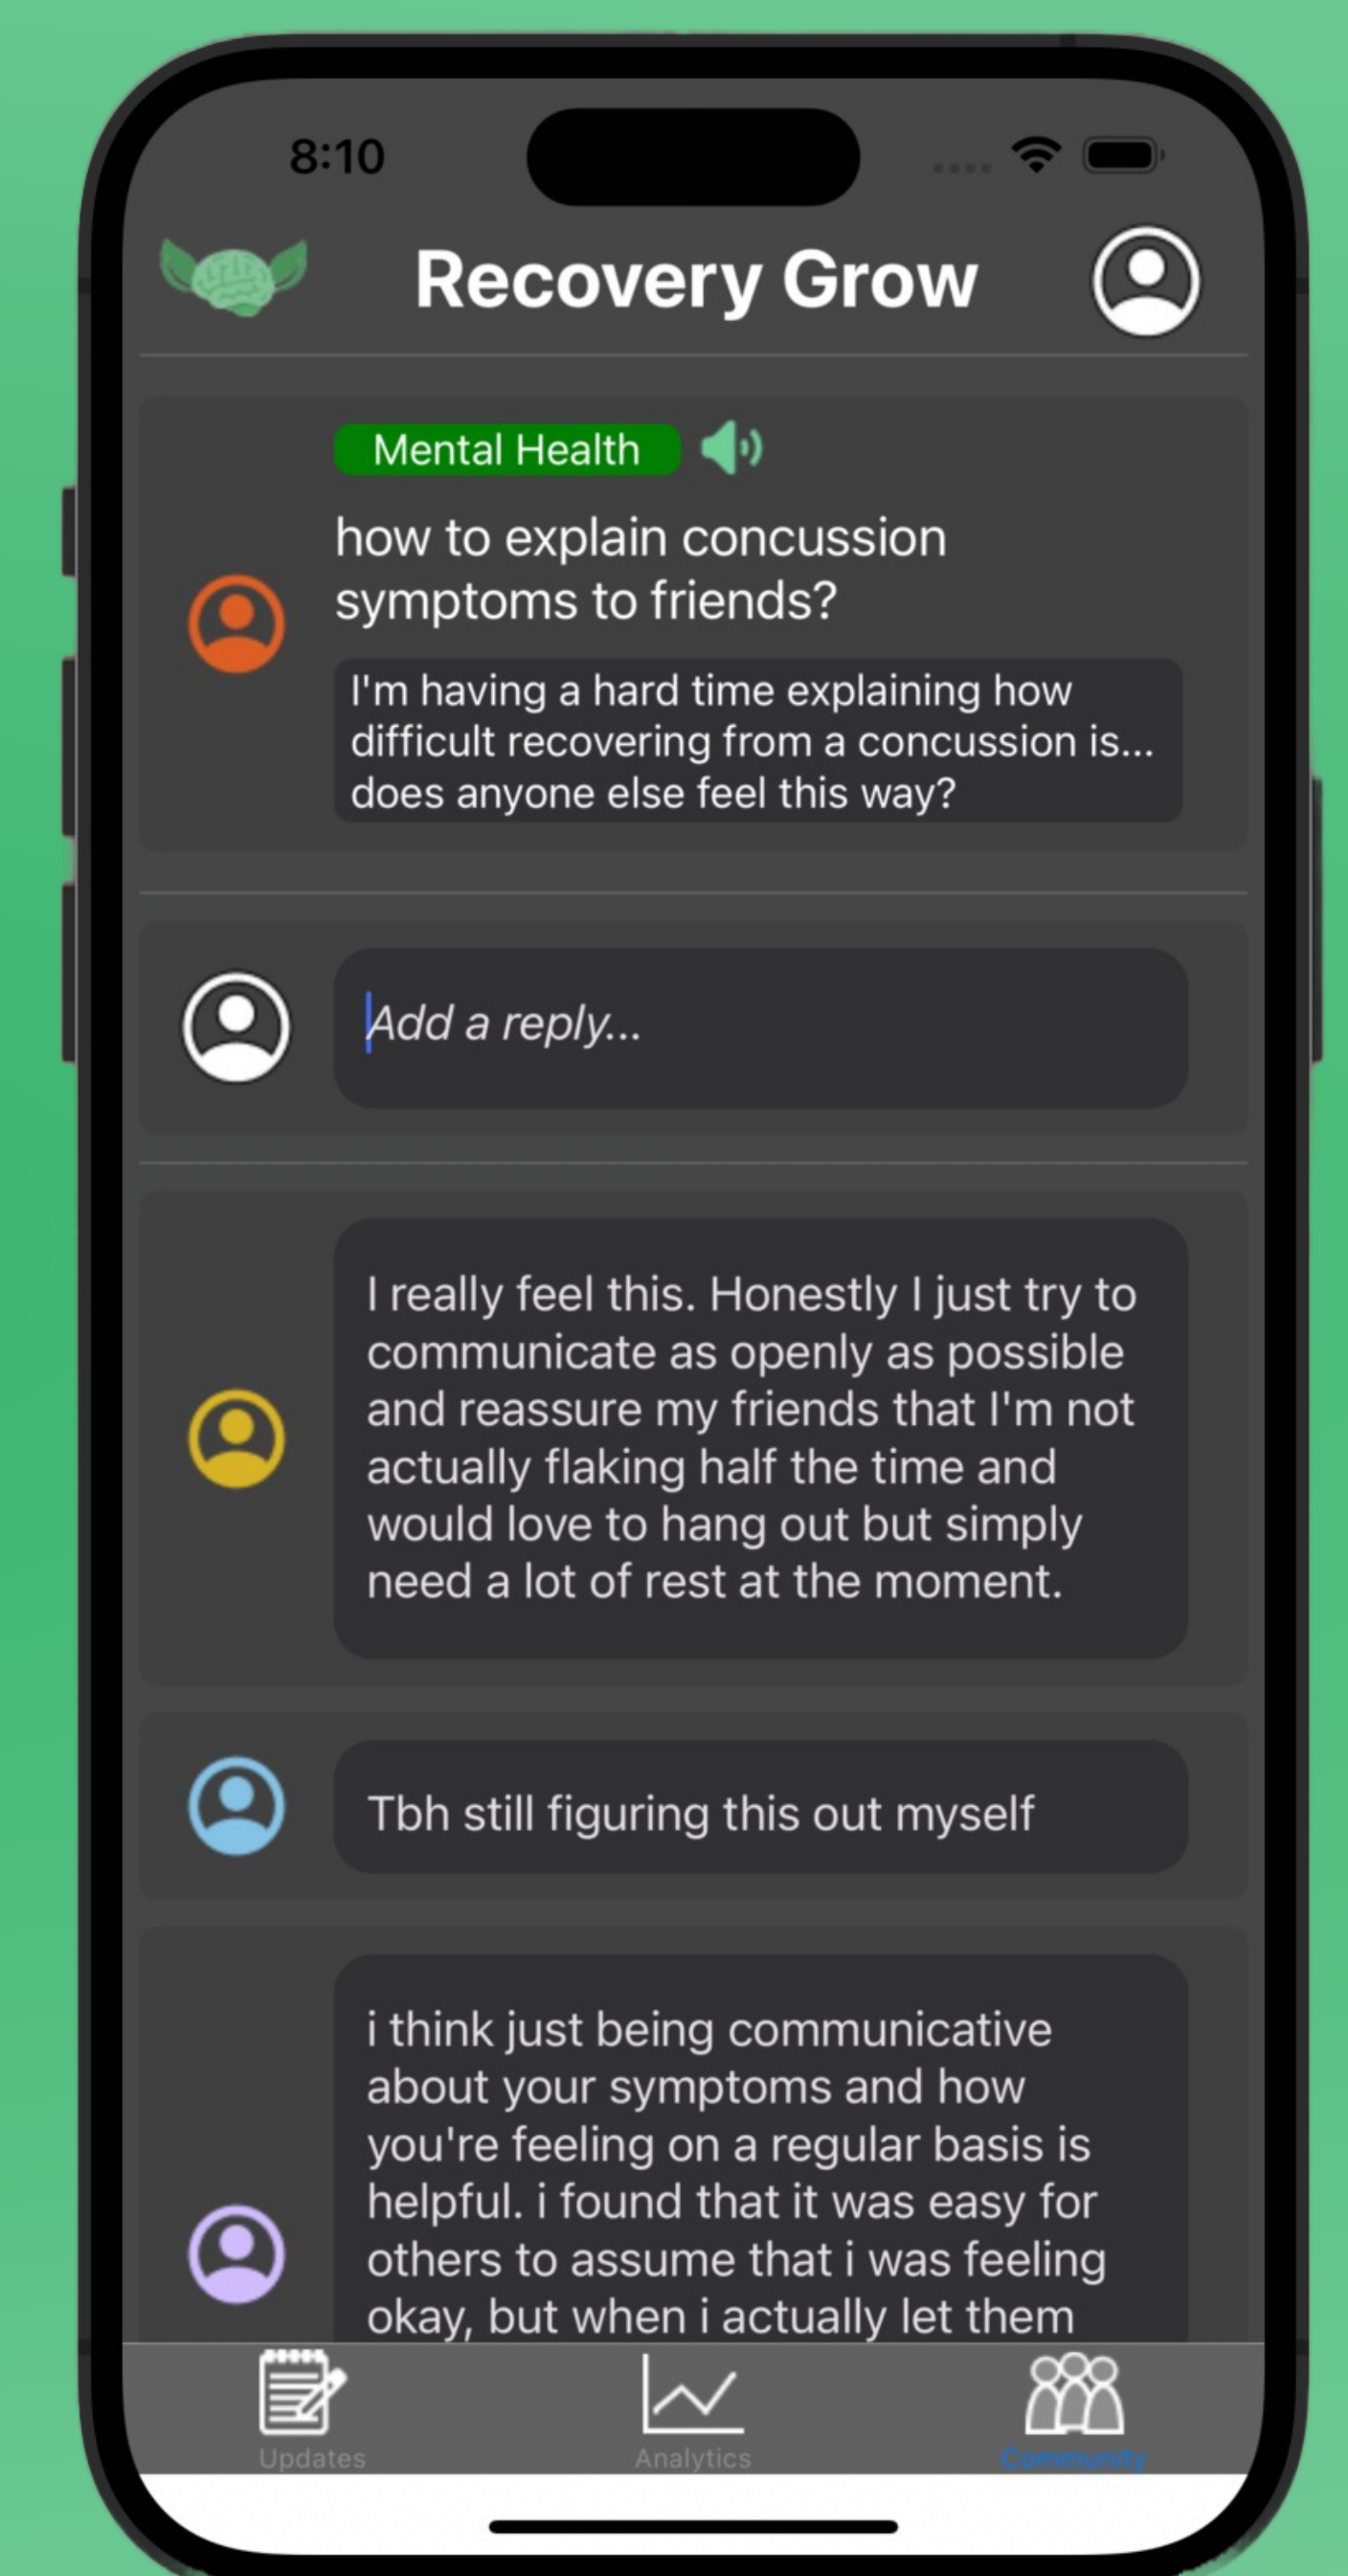 8:10
Recovery Grow
Mental Health
how to explain concussion
symptoms to friends?
I'm having a hard time explaining how
difficult recovering from a concussion is...
does anyone else feel this way?
Add a reply...
I really feel this. Honestly I just try to
communicate as openly as possible
and reassure my friends that I'm not
actually flaking half the time and
would love to hang out but simply
need a lot of rest at the moment.
Tbh still figuring this out myself
i think just being communicative
about your symptoms and how
you're feeling on a regular basis is
helpful. i found that it was easy for
others to assume that i was feeling
okay, but when i actually let them
Updates
Analytics
Community